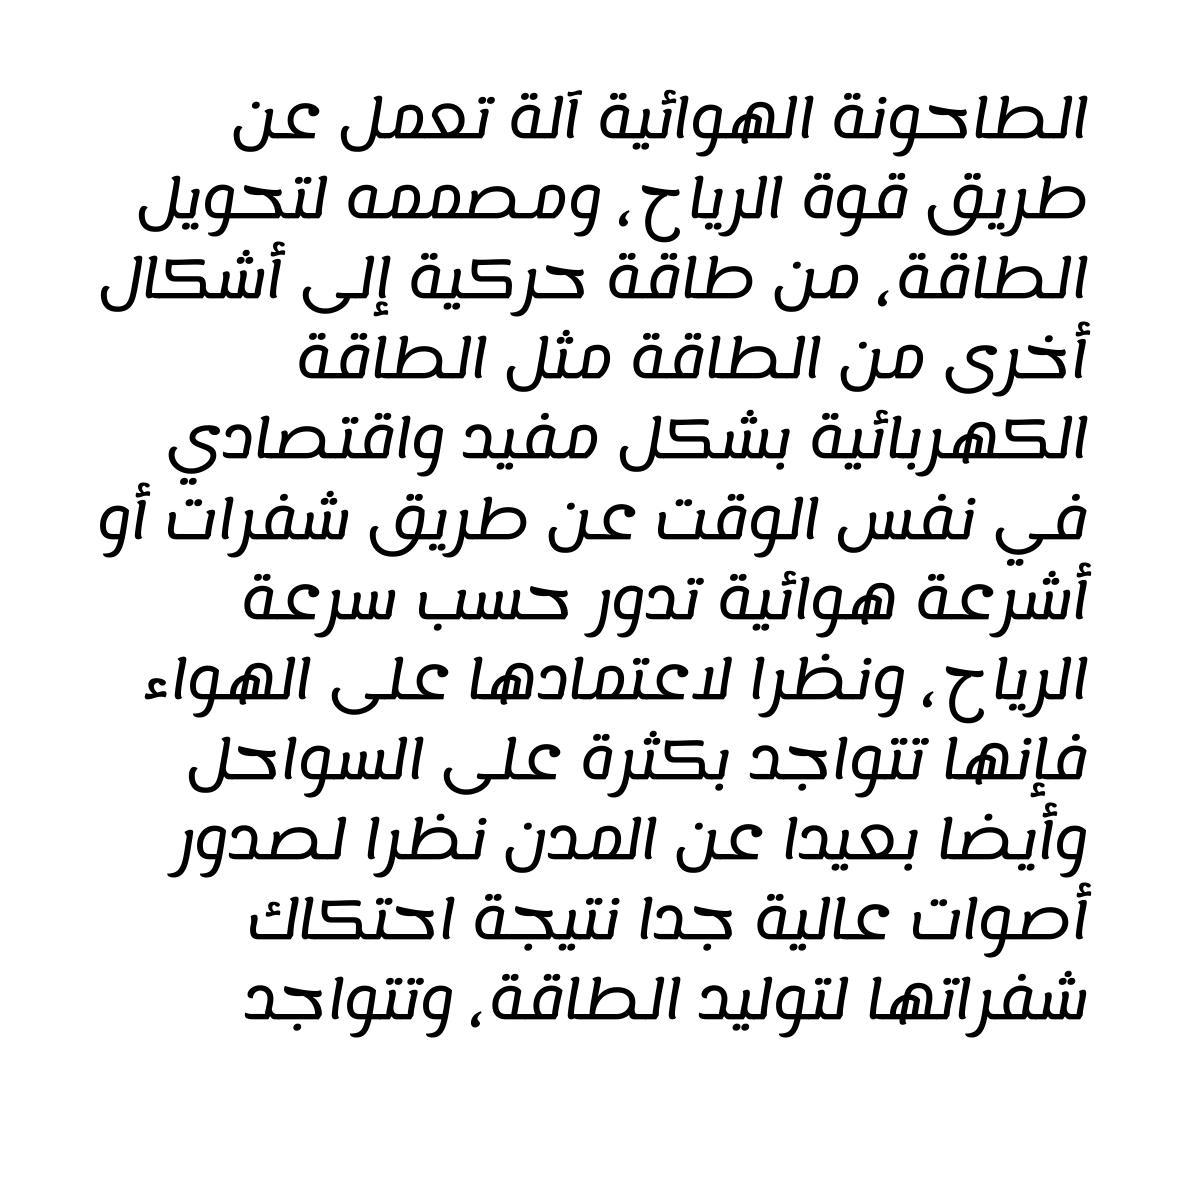 الطاحونة الهوائية آلة تعمل عن
طريق قوة الرياح، ومصممه لتحويل
الطاقة، من طاقة حركية إلى أشكال
أخرى من الطاقة مثل الطاقة
الكهربائية بشكل مفيد واقتصادي
في نفس الوقت عن طريق شفرات أو
أشرعة هوائية تدور حسب سرعة
الرياح، ونظرا لاعتمادها على الهواء
فإنها تتواجد بكثرة على السواحل
وأيضا بعيدا عن المدن نظرا لصدور
أصوات عالية جدا نتيجة احتكاك
شفراتها لتوليد الطاقة، وتتواجد